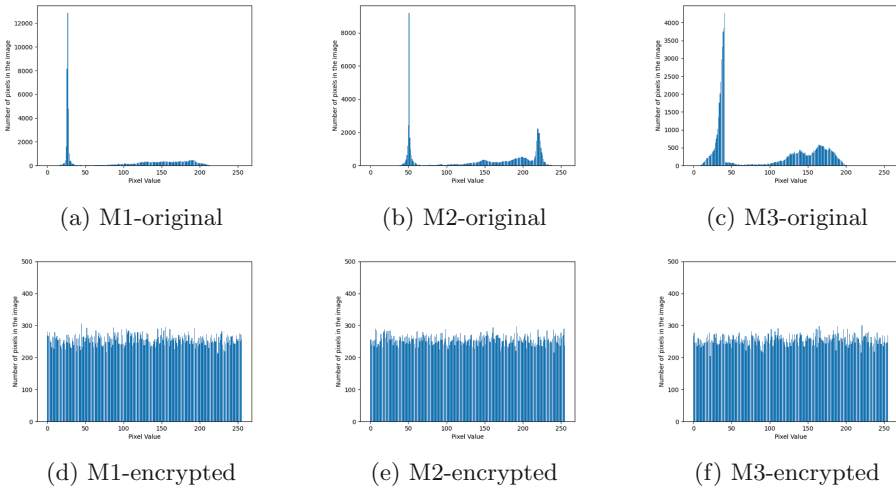 12000
10000
8000
6000
4000
2000
0
0 50 100 150 200 250
Number of pixels in the image
Pixel Value
(a) M1-original
8000
6000
4000
2000
0
0 50 100 150 200 250
Number of pixels in the image
Pixel Value
(b) M2-original
4000
3500
3000
2500
2000
1500
1000
500
0
0 50 100 150 200 250
Number of pixels in the image
Pixel Value
(c) M3-original
500
400
300
200
100
0
0 50 100 150 200 250
Number of pixels in the image
Pixel Value
(d) M1-encrypted
500
400
300
200
100
0
0 50 100 150 200 250
Number of pixels in the image
Pixel Value
(e) M2-encrypted
500
400
300
200
100
0
0 50 100 150 200 250
Number of pixels in the image
Pixel Value
(f) M3-encrypted